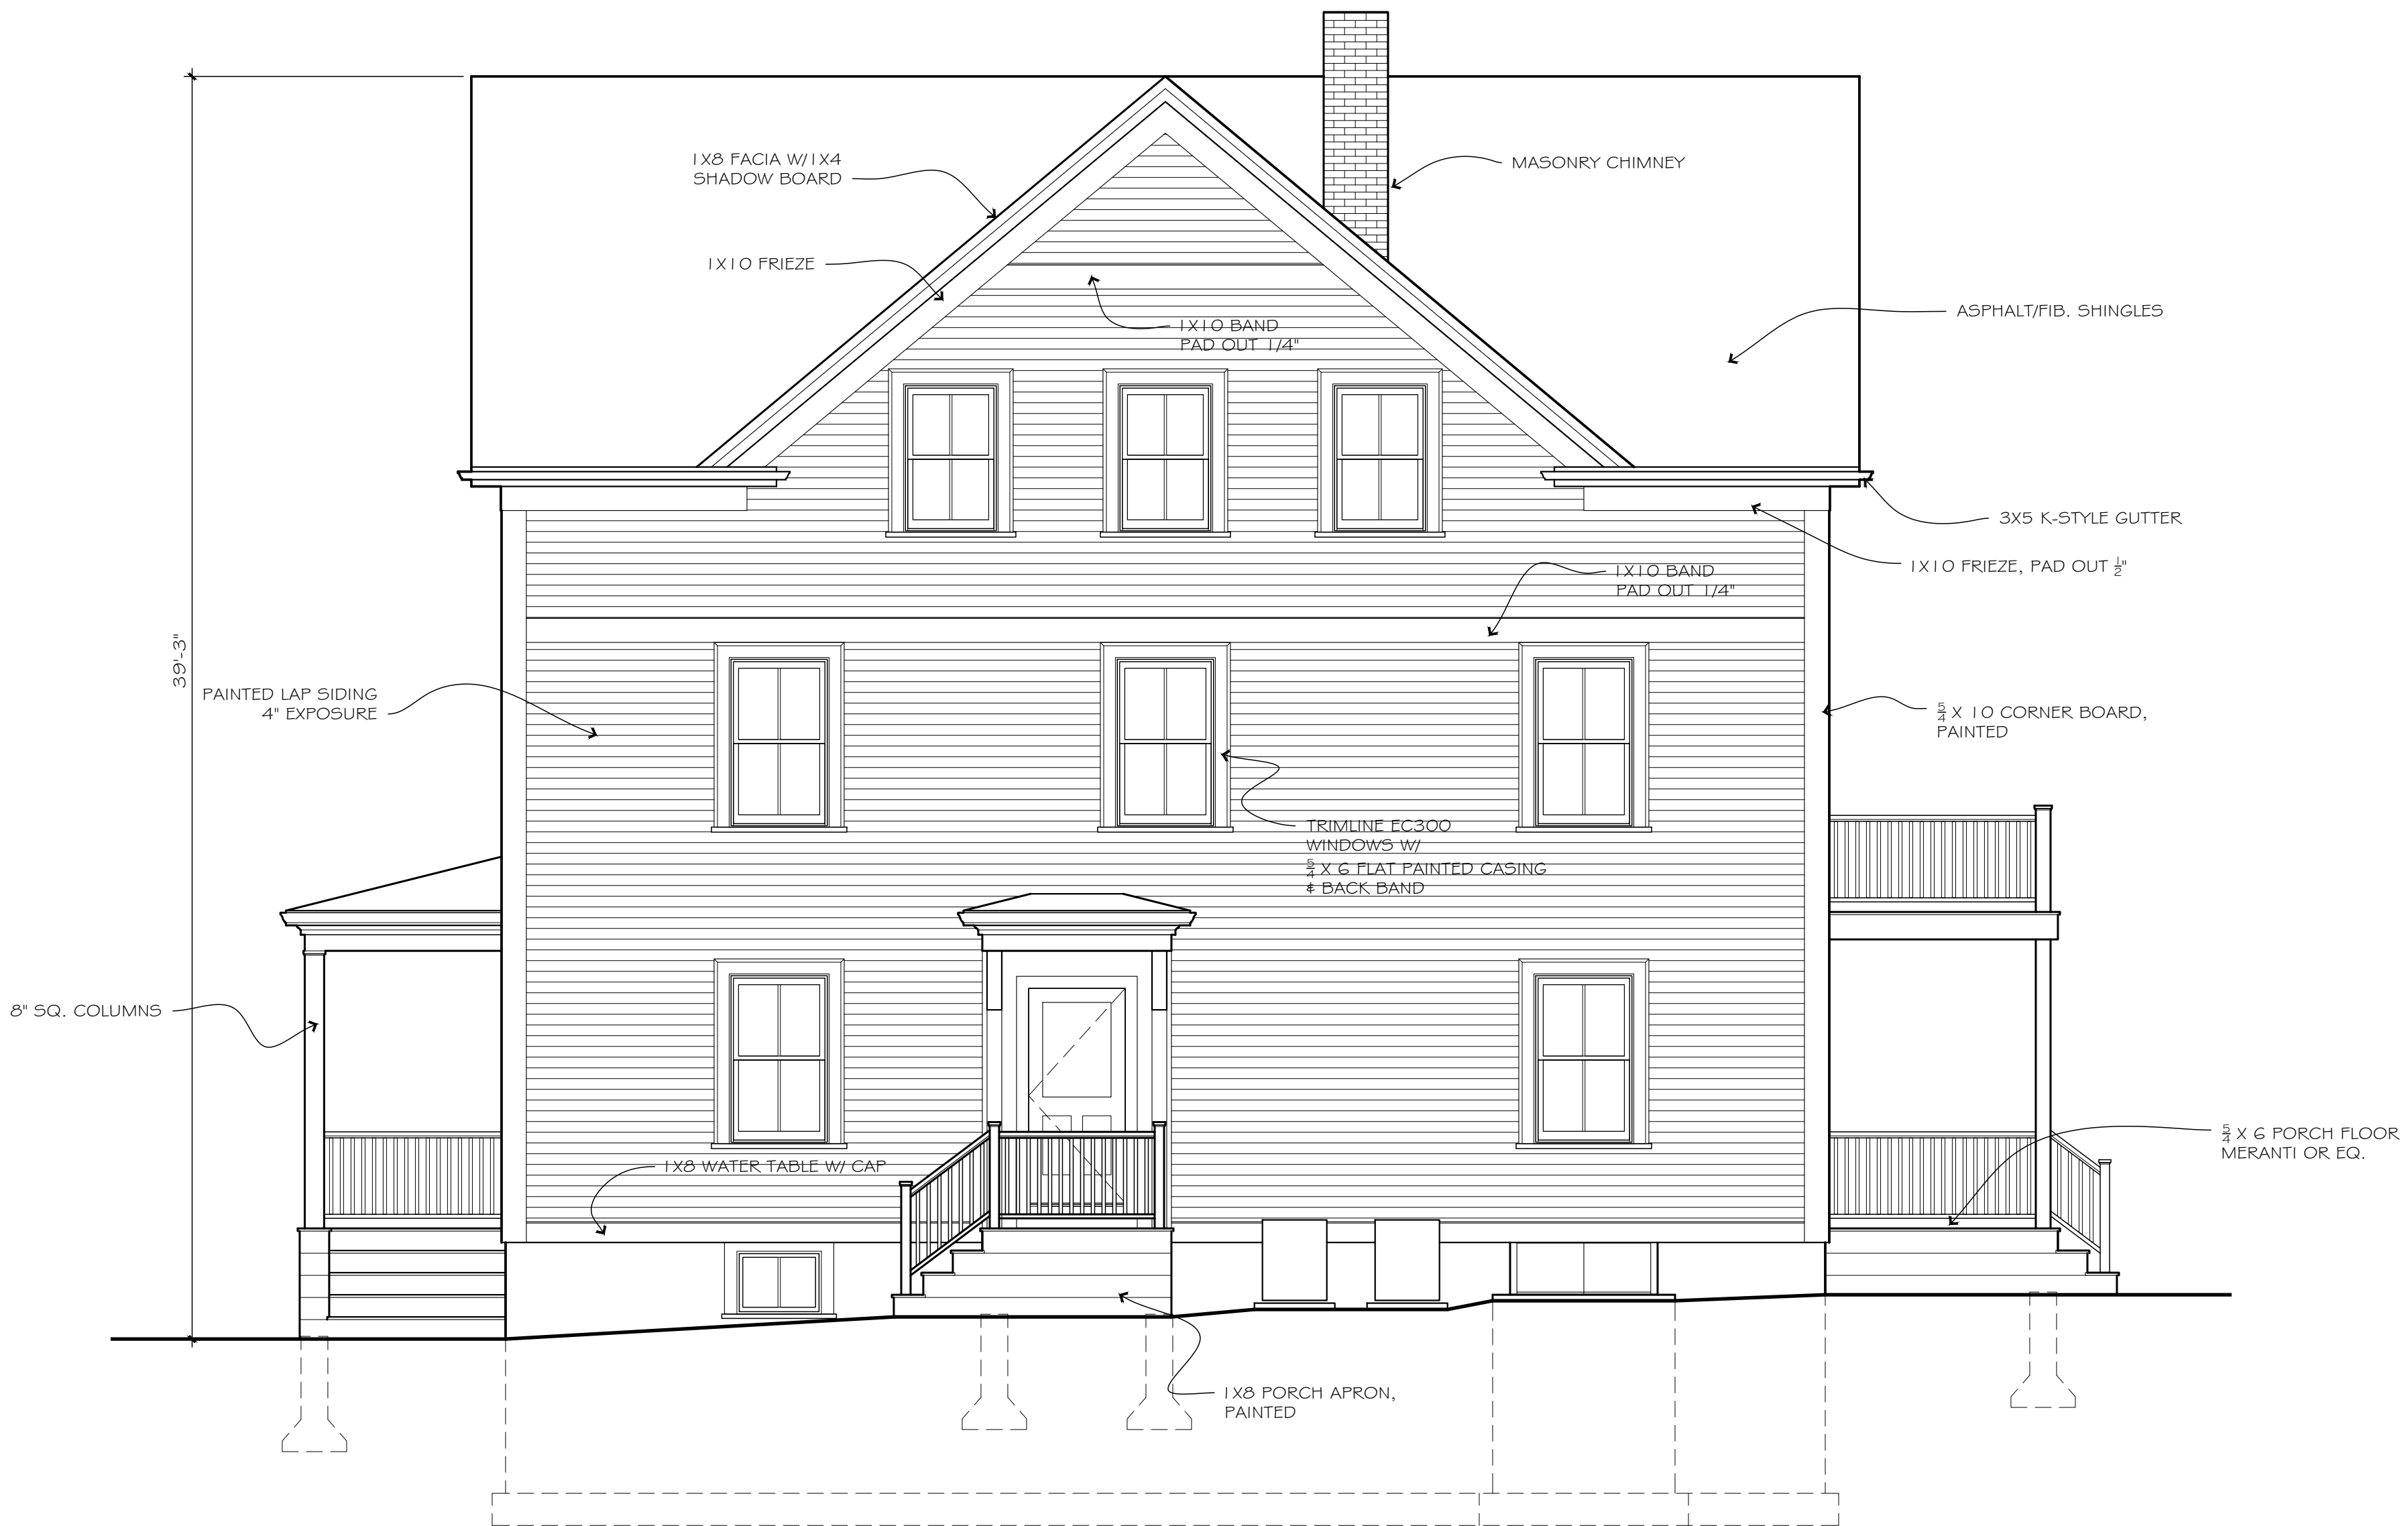 1X8 FACIA W/1X4
SHADOW BOARD
MASONRY CHIMNEY
1X10 FRIEZE
1X10 BAND
PAD OUT 1/4"
ASPHALT/FIB. SHINGLES
3X5 K-STYLE GUTTER
1X10 FRIEZE, PAD OUT 1/2"
1X10 BAND
PAD OUT 1/4"
39'-3"
PAINTED LAP SIDING
4" EXPOSURE
5/4 X 10 CORNER BOARD,
PAINTED
TRIMLINE EC300
WINDOWS W/
5/4 X 6 FLAT PAINTED CASING
& BACK BAND
8" SQ. COLUMNS
5/4 X 6 PORCH FLOOR
MERANTI OR EQ.
1X8 WATER TABLE W/ CAP
1X8 PORCH APRON,
PAINTED